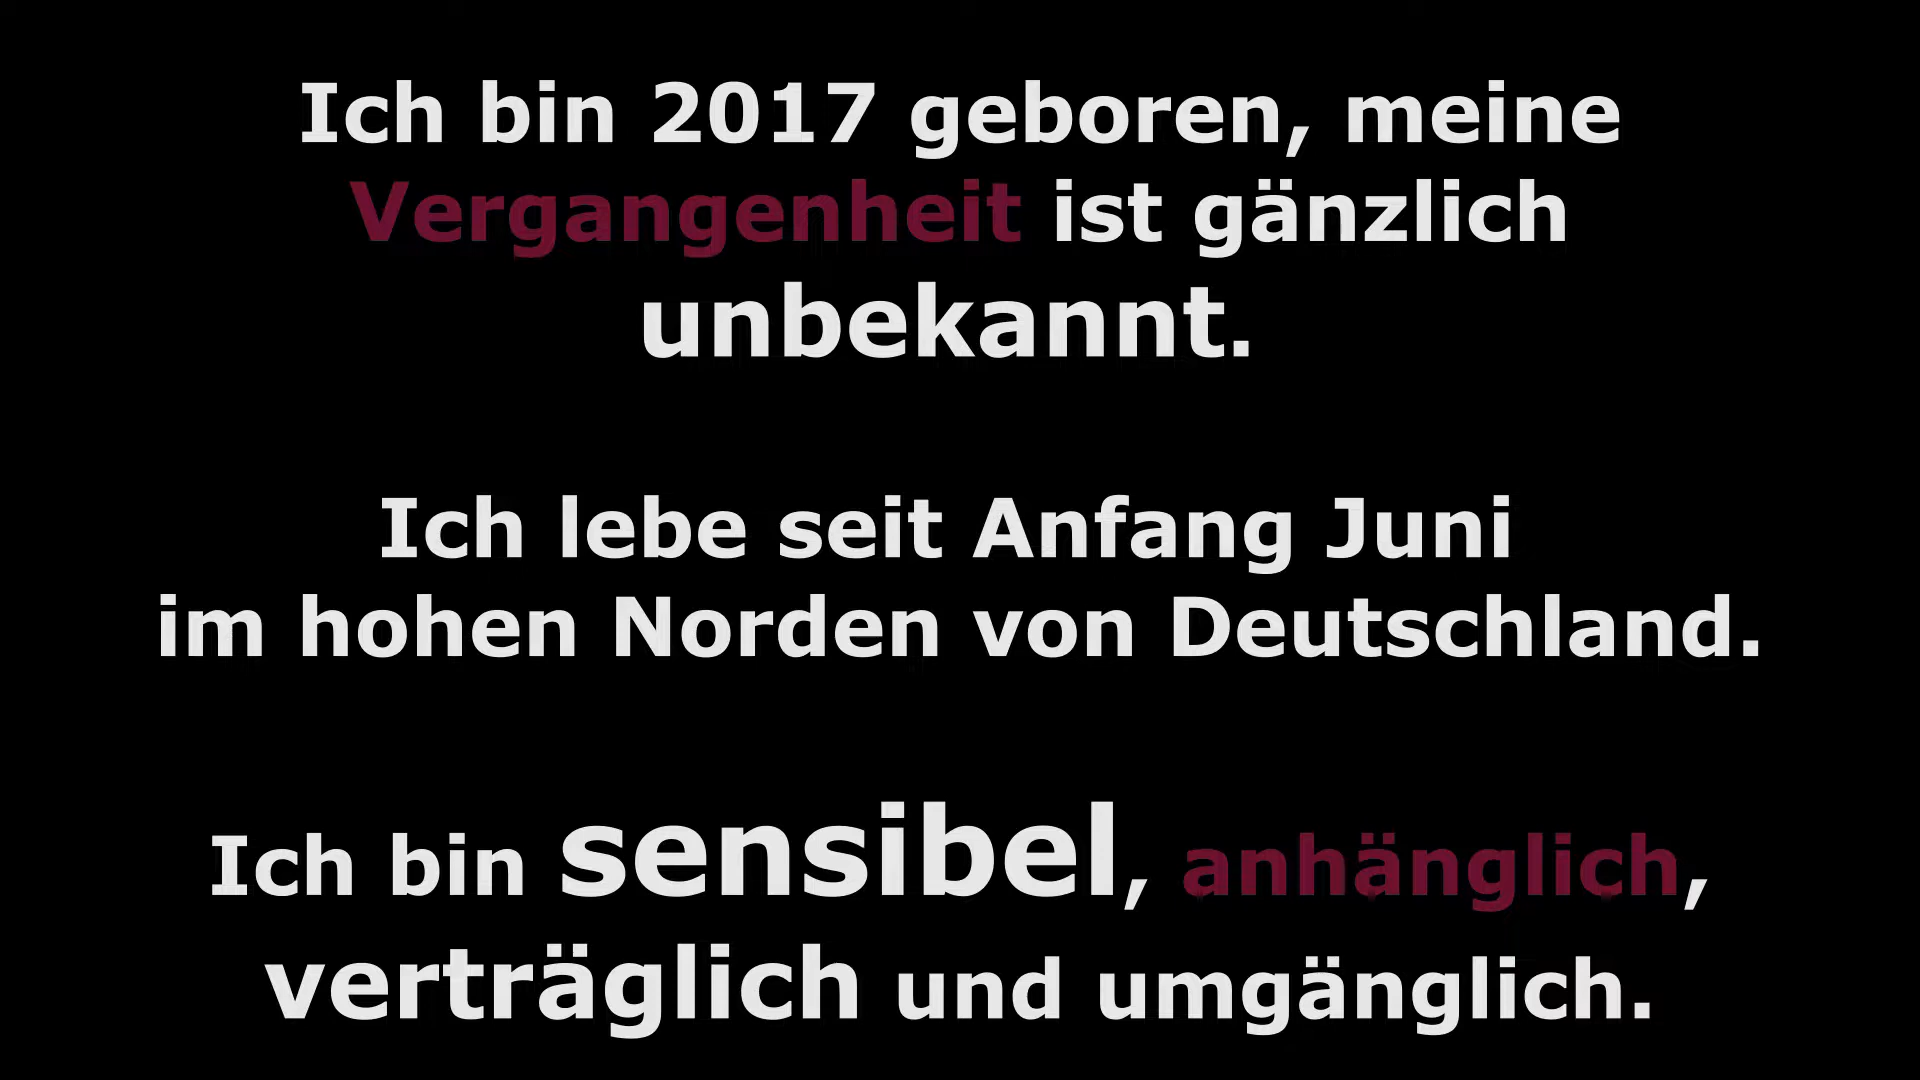 Ich bin 2017 geboren, meine
Vergangenheit ist gänzlich
unbekannt.
Ich lebe seit Anfang Juni
im hohen Norden von Deutschland.
Ich bin sensibel, anhänglich,
verträglich und umgänglich.